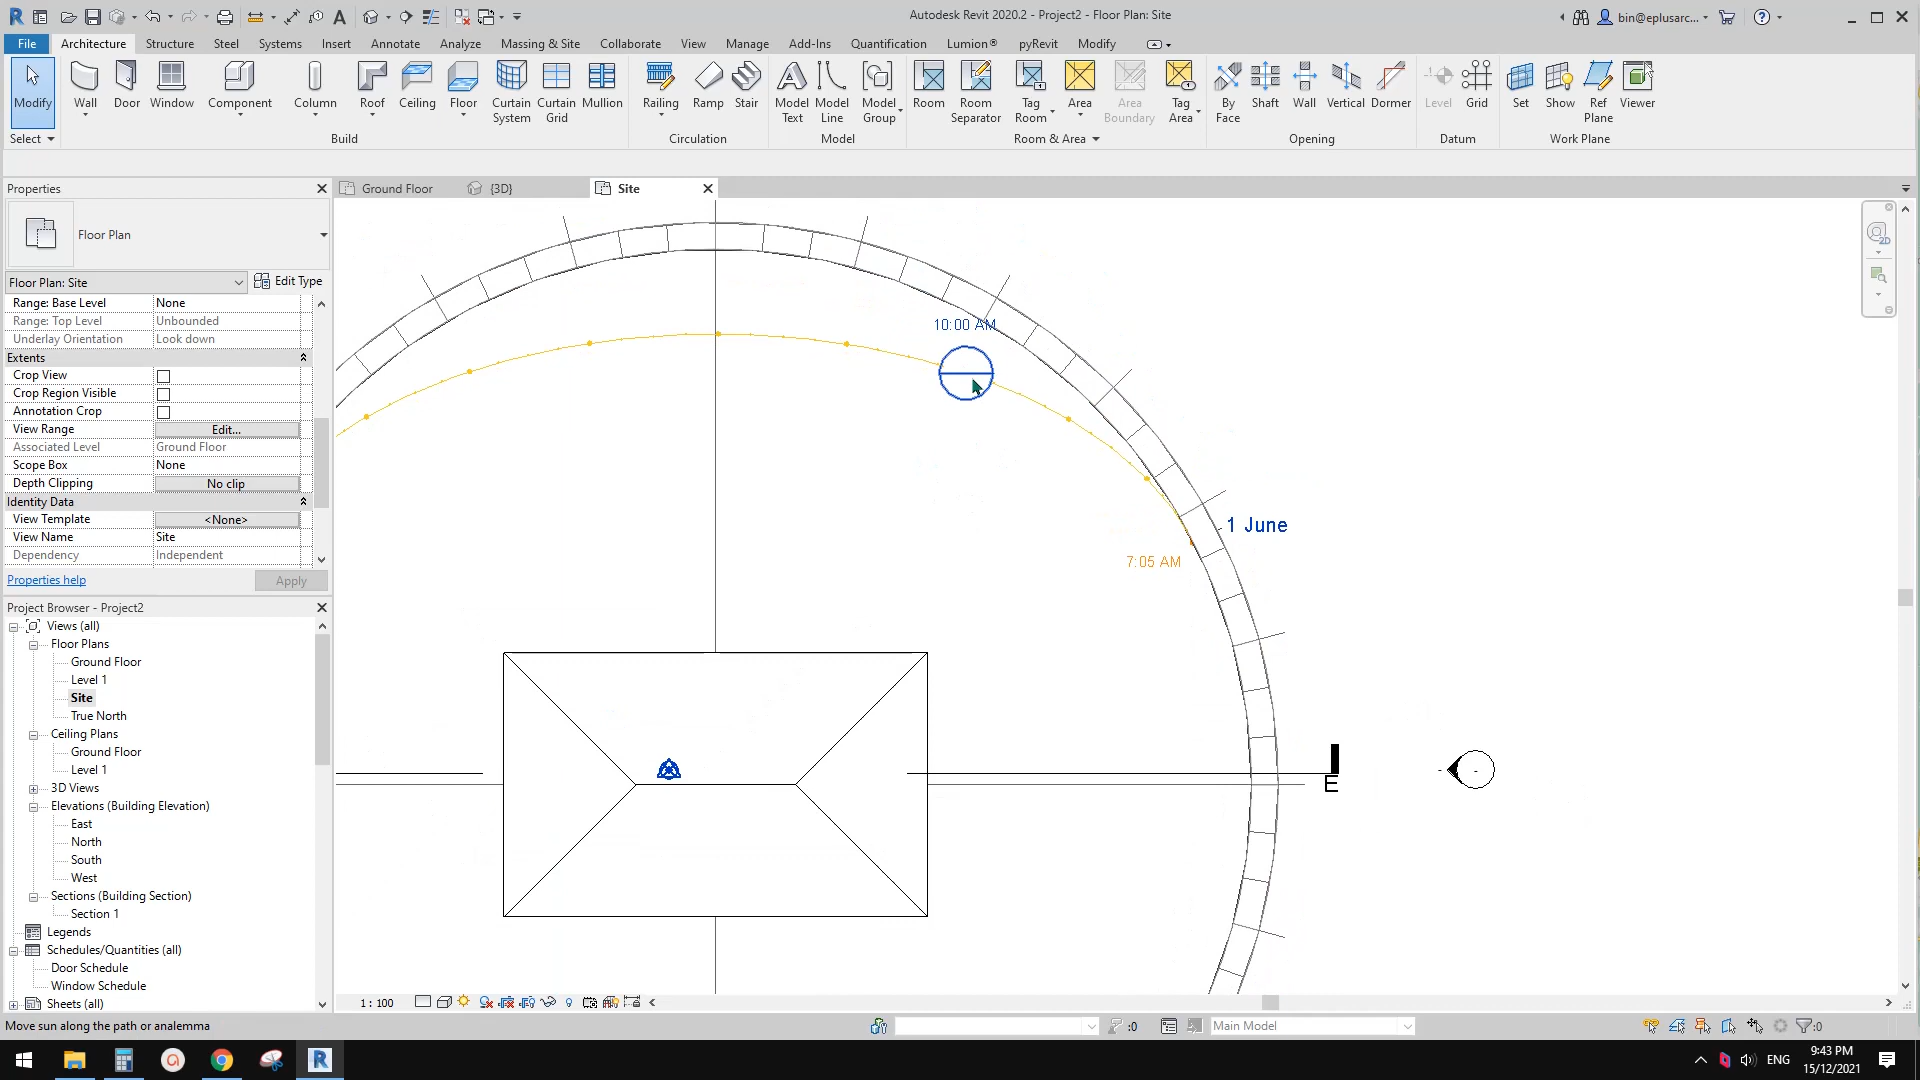 Autodesk Revit 2020.2 - Project2 - Floor Plan: Site
bin@eplusarc...
File Architecture Structure Steel Systems Insert Annotate Analyze Massing & Site Collaborate View Manage Add-Ins Quantification Lumion® pyRevit Modify
Modify Wall Door Window Component Column Roof Ceiling Floor Curtain System Curtain Grid Mullion Railing Ramp Stair Model Text Model Line Model Group Room Room Separator Tag Room Area Area Boundary Tag Area By Face Shaft Wall Vertical Dormer Level Grid Set Show Ref Plane Viewer
Select Build Circulation Model Room & Area Opening Datum Work Plane
Properties
Ground Floor {3D} Site
Floor Plan
Floor Plan: Site Edit Type
Range: Base Level None
Range: Top Level Unbounded
Underlay Orientation Look down
Extents
Crop View
Crop Region Visible
Annotation Crop
View Range Edit...
Associated Level Ground Floor
Scope Box None
Depth Clipping No clip
Identity Data
View Template <None>
View Name Site
Dependency Independent
Properties help Apply
Project Browser - Project2
Views (all)
Floor Plans
Ground Floor
Level 1
Site
True North
Ceiling Plans
Ground Floor
Level 1
3D Views
Elevations (Building Elevation)
East
North
South
West
Sections (Building Section)
Section 1
Legends
Schedules/Quantities (all)
Door Schedule
Window Schedule
Sheets (all)
10:00 AM
1 June
7:05 AM
E
2D
1 : 100
Move sun along the path or analemma
:0
Main Model
:0
ENG
9:43 PM
15/12/2021